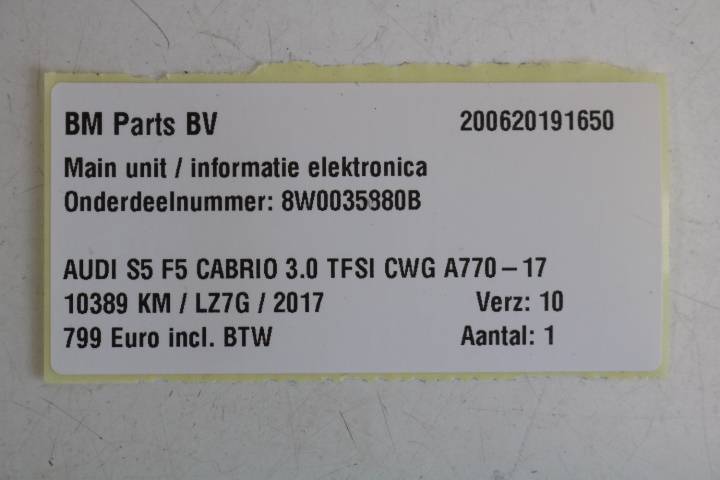 BM Parts BV 200620191650
Main unit / informatie elektronica
Onderdeelnummer: 8W0035880B
AUDI S5 F5 CABRIO 3.0 TFSI CWG A770 – 17
10389 KM / LZ7G / 2017 Verz: 10
799 Euro incl. BTW Aantal: 1